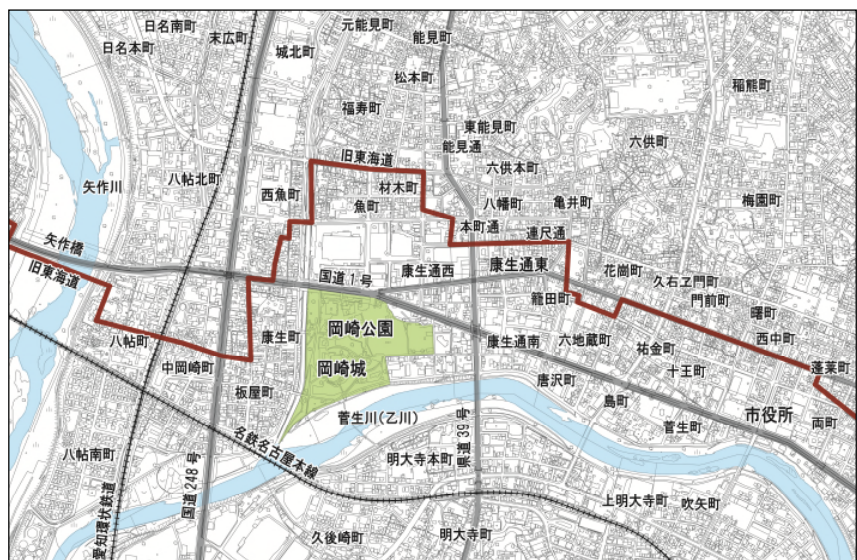 日名南町
日名本町
末広町
城北町
元能見町
能見町
松本町
福寿町
東能見町
能見通
稲熊町
六供町
六供本町
旧東海道
矢作川
八帖北町
西魚町
材木町
魚町
八幡町
亀井町
梅園町
本町通
連尺通
矢作橋
旧東海道
国道1号
康生通西
康生通東
花崗町
久右ヱ門町
門前町
籠田町
曙町
岡崎公園
岡崎城
康生町
康生通南
六地蔵町
祐金町
西中町
八帖町
中岡崎町
十王町
蓬莱町
板屋町
唐沢町
島町
市役所
両町
菅生川(乙川)
菅生町
県道39号
名鉄名古屋本線
明大寺本町
八帖南町
国道248号
愛知環状鉄道
上明大寺町
吹矢町
久後崎町
明大寺町